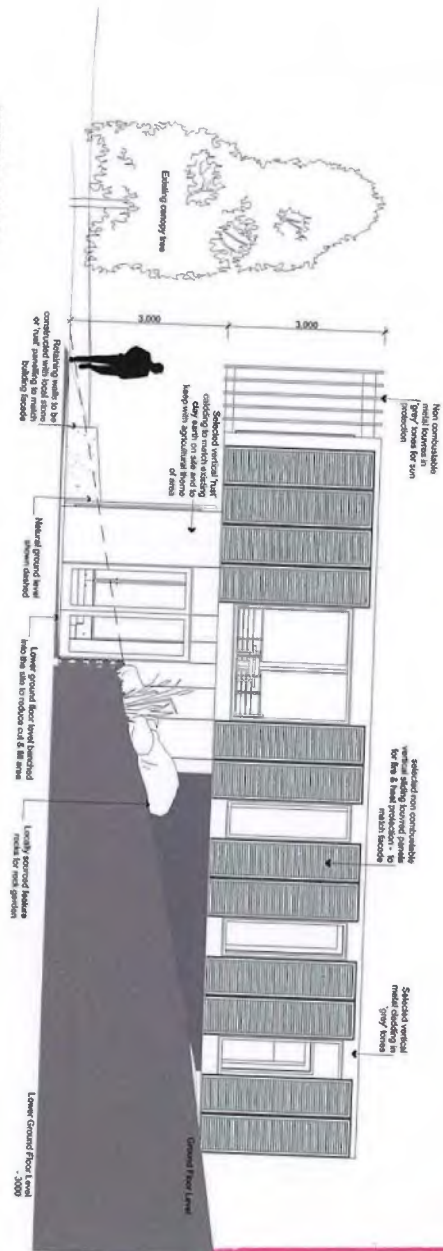 Existing canopy tree
3.000
3.000
Non combustable
metal louvres in
'grey' tones for sun
protection
Selected vertical 'rust'
cladding to match existing
clay earth on site and to
keep with agricultural theme
of area
Retaining walls to be
constructed with local stone
or 'rust' panelling to match
building facade
Natural ground level
shown dashed
Lower ground floor level benched
into the site to reduce cut & fill area
Locally sourced feature
rocks for rock garden
selected non combustable
vertical sliding louvred panels
for fire & heat protection - to
match facade
Selected vertical
metal cladding in
'grey' tones
Ground Floor Level
Lower Ground Floor Level
- 3000